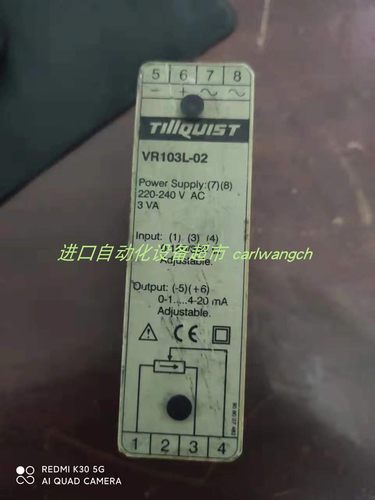 5 6 7 8
− + ~ ~
TillQUIST
VR103L-02
Power Supply:(7)(8)
220-240 V AC
3 VA
Input: (1) (3) (4)
进口自动化设备超市 carlwangch
Adjustable.
Output: (-5)(+6)
0-1.....4-20 mA
Adjustable.
CE
1 2 3 4
REDMI K30 5G
AI QUAD CAMERA